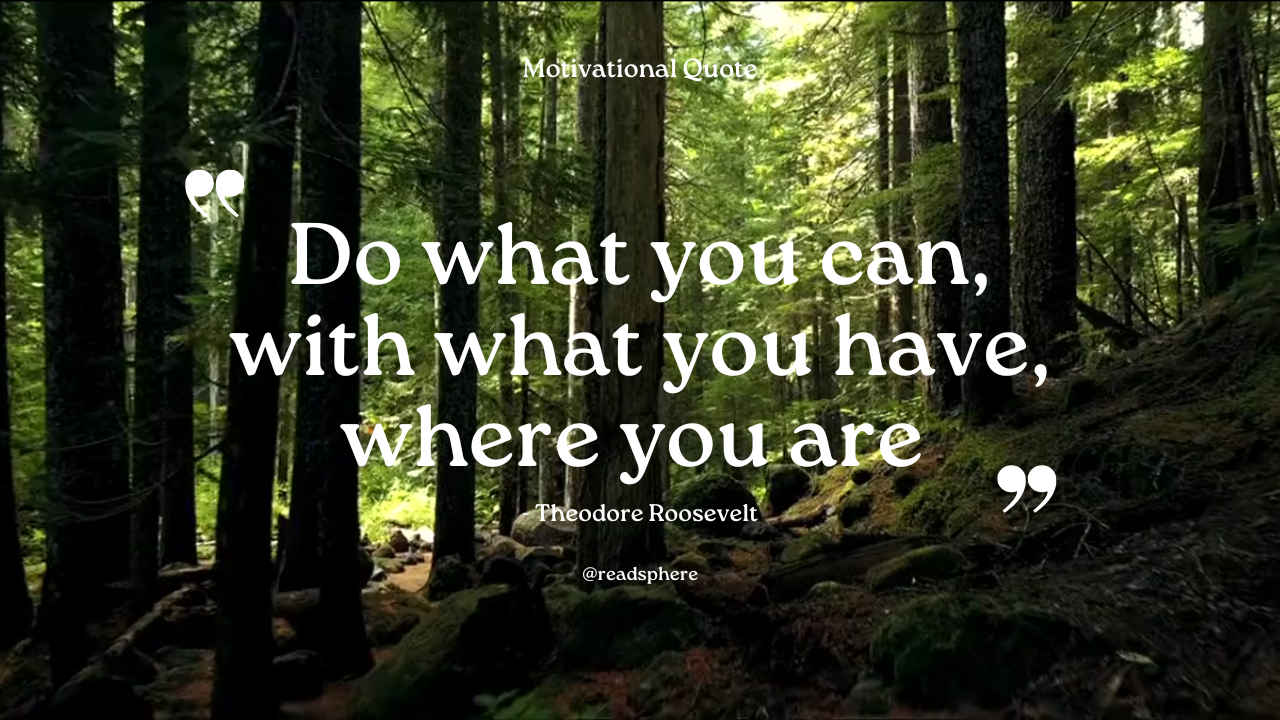 Motivational Quote
❞
Do what you can,
with what you have,
where you are
❞
- Theodore Roosevelt
@readsphere